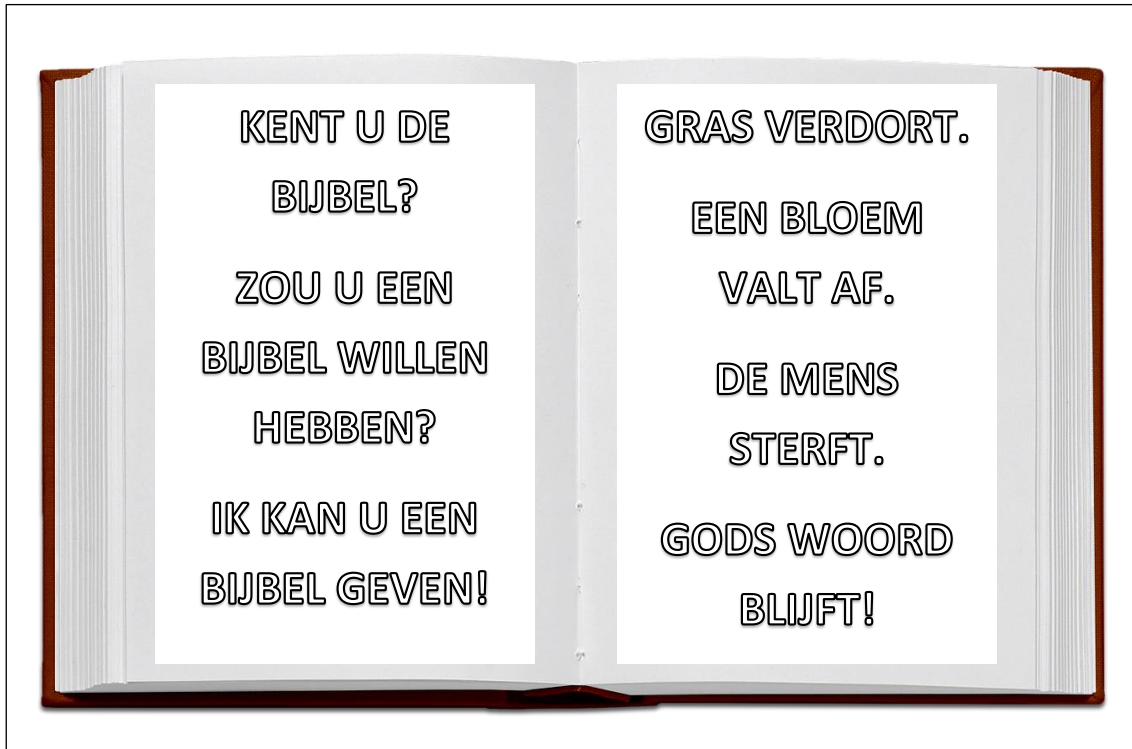 KENT U DE
BIJBEL?
ZOU U EEN
BIJBEL WILLEN
HEBBEN?
IK KAN U EEN
BIJBEL GEVEN!
GRAS VERDORT.
EEN BLOEM
VALT AF.
DE MENS
STERFT.
GODS WOORD
BLIJFT!